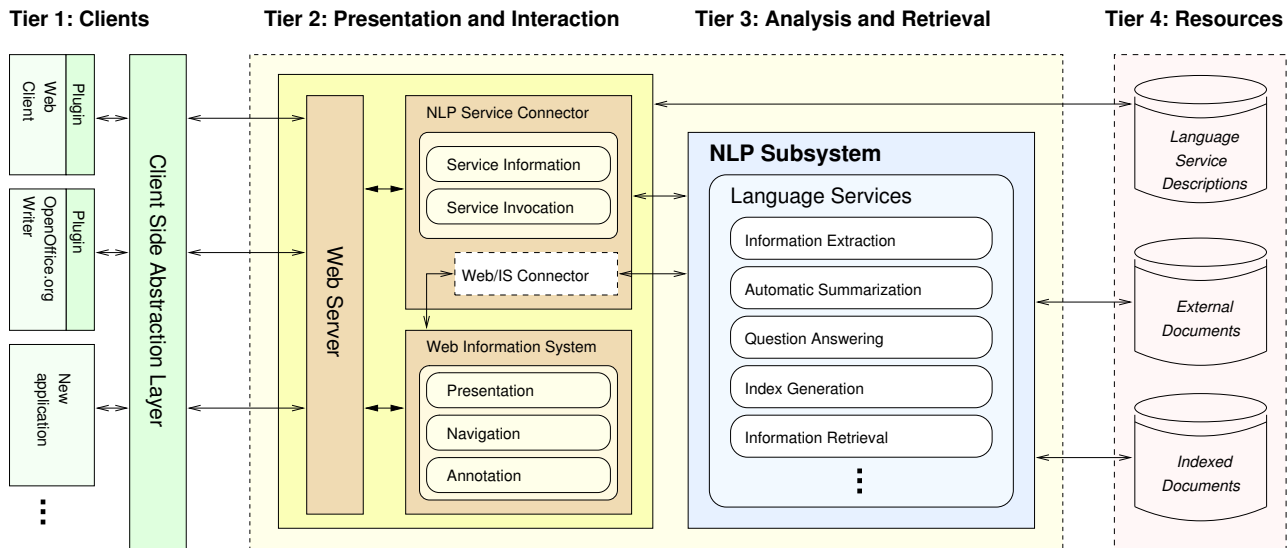 Tier 1: Clients
Tier 2: Presentation and Interaction
Tier 3: Analysis and Retrieval
Tier 4: Resources
Web
Client
Plugin
OpenOffice.org
Writer
Plugin
New
application
...
Client Side Abstraction Layer
Web Server
NLP Service Connector
Service Information
Service Invocation
Web/IS Connector
Web Information System
Presentation
Navigation
Annotation
NLP Subsystem
Language Services
Information Extraction
Automatic Summarization
Question Answering
Index Generation
Information Retrieval
...
Language
Service
Descriptions
External
Documents
Indexed
Documents